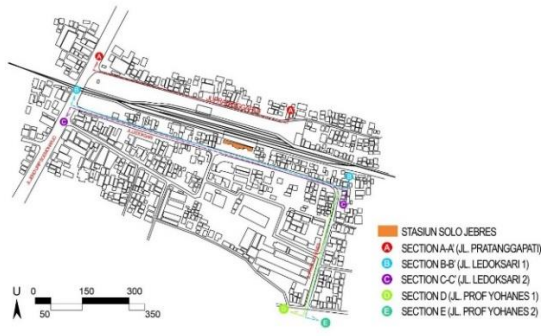 A
A
B
C
B
C
STASIUN SOLO JEBRES
A SECTION A-A' (JL. PRATANGGAPATI)
B SECTION B-B' (JL. LEDOKSARI 1)
C SECTION C-C' (JL. LEDOKSARI 2)
D SECTION D (JL. PROF YOHANES 1)
E SECTION E (JL. PROF YOHANES 2)
U
0 150 300
50 350
D
E